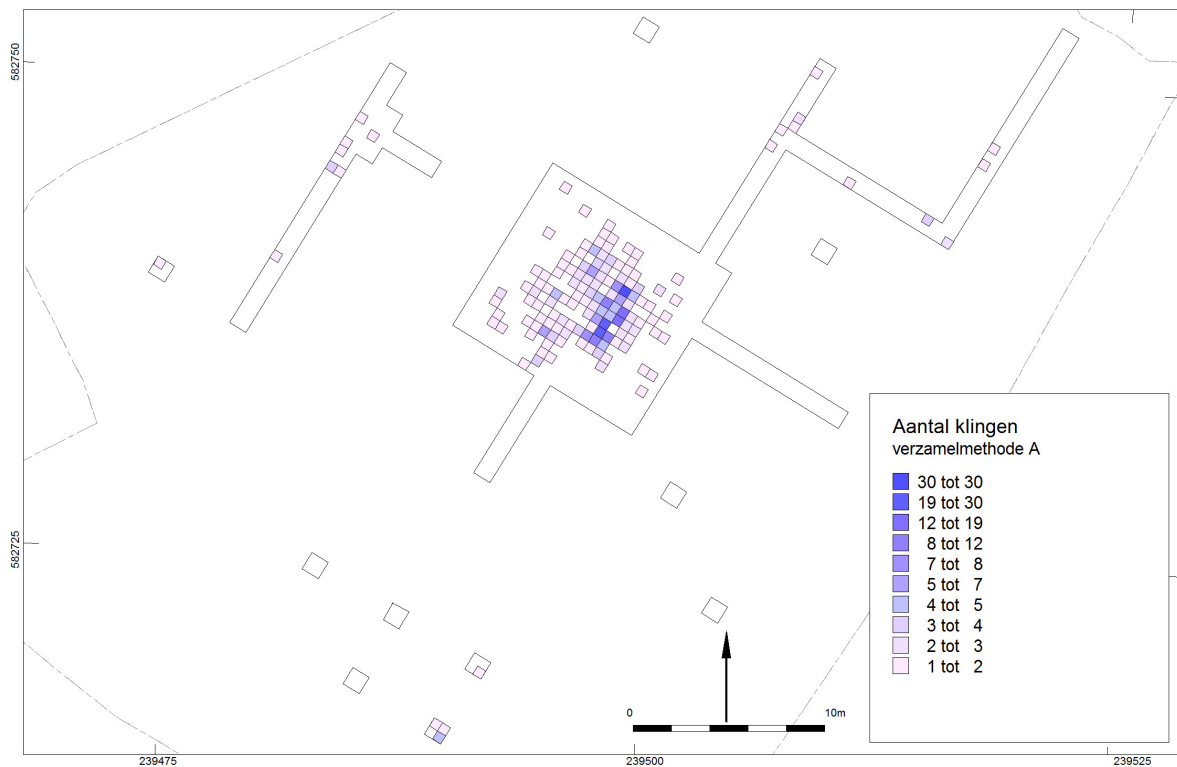 582750
582725
Aantal klingen
verzamelmethode A
30 tot 30
19 tot 30
12 tot 19
8 tot 12
7 tot 8
5 tot 7
4 tot 5
3 tot 4
2 tot 3
1 tot 2
0 10m
239475 239500 239525